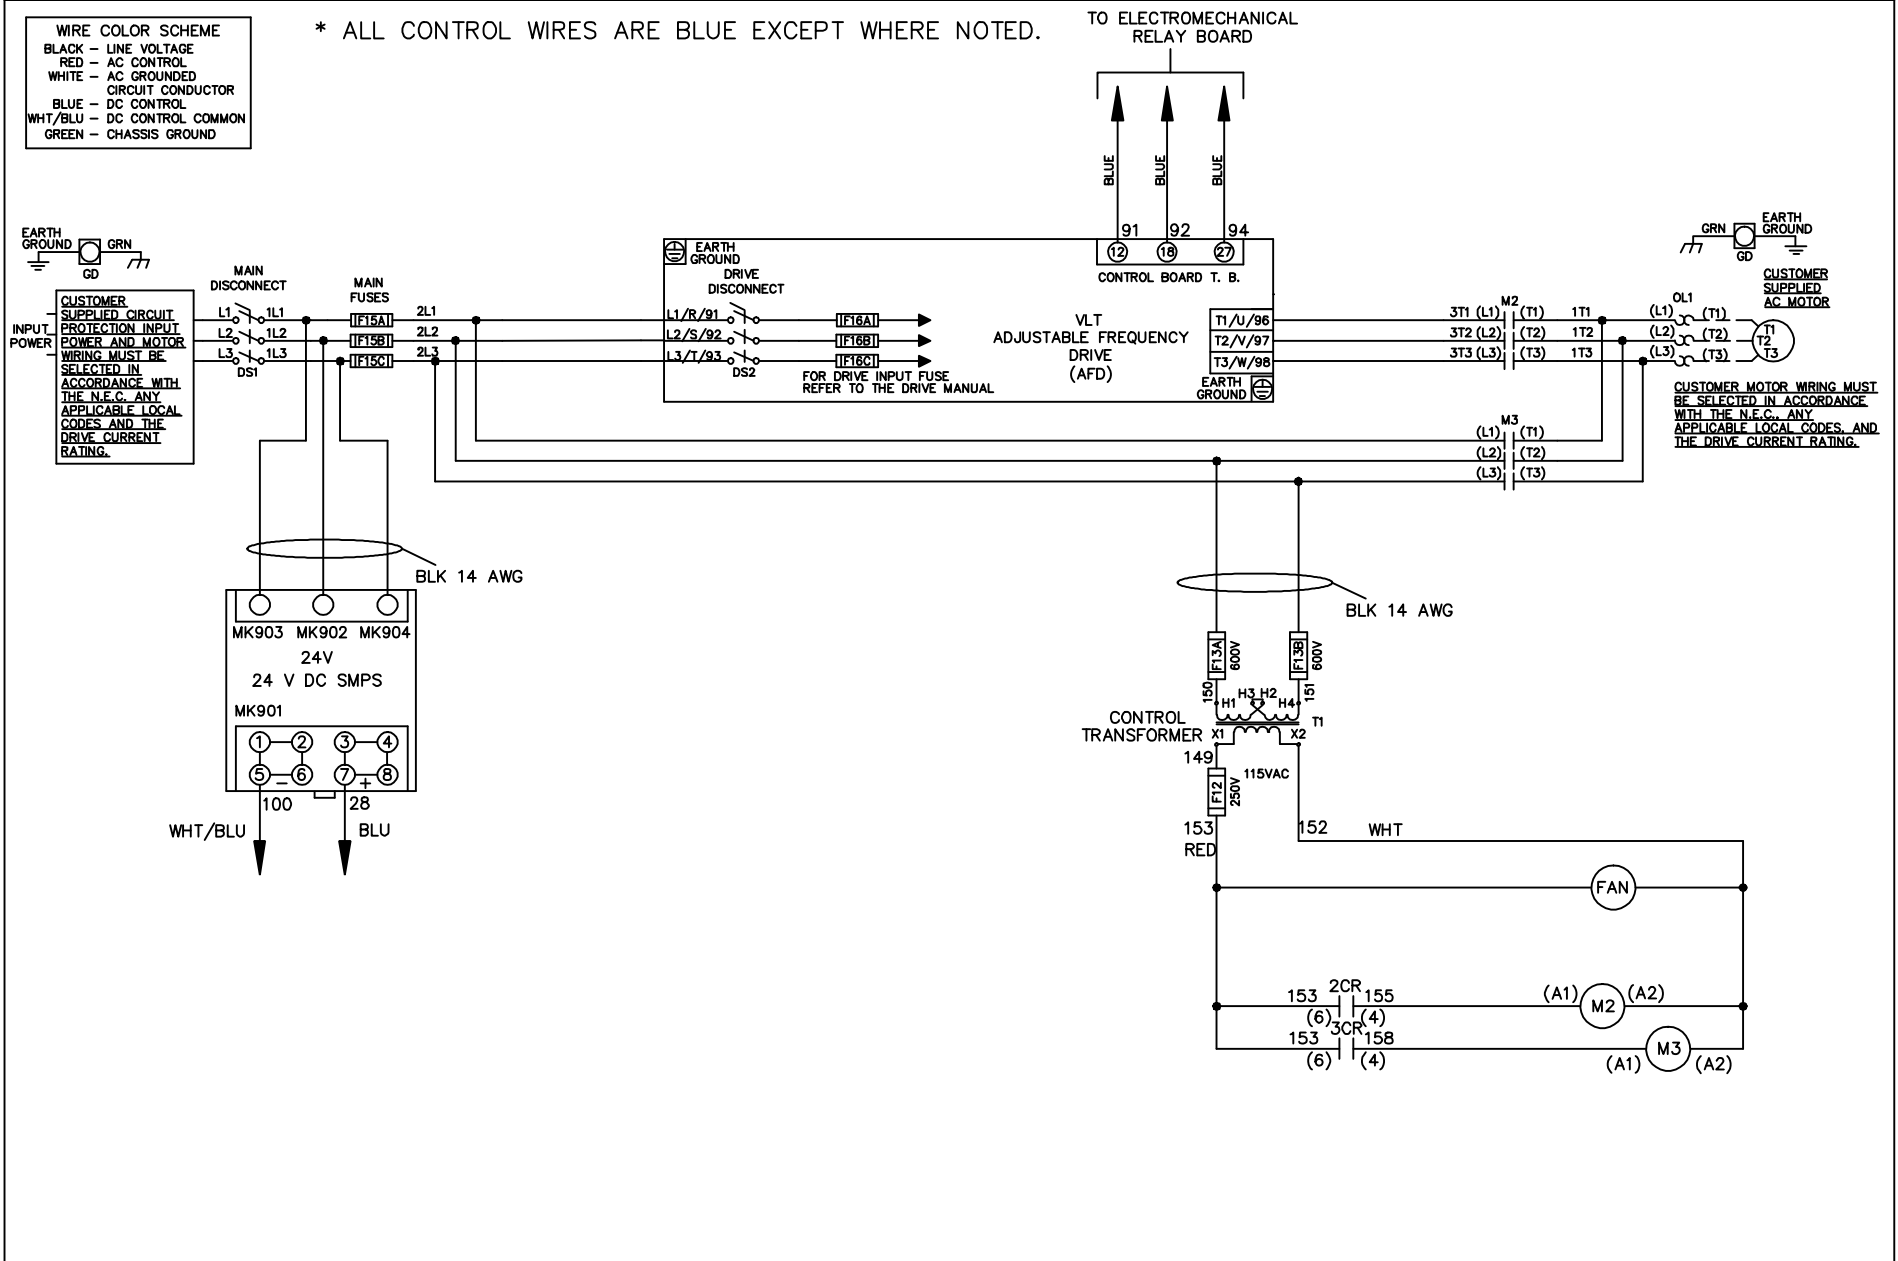 WIRE COLOR SCHEME
BLACK – LINE VOLTAGE
RED – AC CONTROL
WHITE – AC GROUNDED
CIRCUIT CONDUCTOR
BLUE – DC CONTROL
WHT/BLU – DC CONTROL COMMON
GREEN – CHASSIS GROUND
* ALL CONTROL WIRES ARE BLUE EXCEPT WHERE NOTED.
TO ELECTROMECHANICAL
RELAY BOARD
BLUE
BLUE
BLUE
91 92 94
12 18 27
CONTROL BOARD T. B.
EARTH
GROUND
GRN
GD
INPUT
POWER
CUSTOMER
SUPPLIED CIRCUIT
PROTECTION INPUT
POWER AND MOTOR
WIRING MUST BE
SELECTED IN
ACCORDANCE WITH
THE N.E.C. ANY
APPLICABLE LOCAL
CODES AND THE
DRIVE CURRENT
RATING.
MAIN
DISCONNECT
L1 1L1
L2 1L2
L3 1L3
DS1
MAIN
FUSES
F15A
F15B
F15C
2L1
2L2
2L3
EARTH
GROUND
DRIVE
DISCONNECT
L1/R/91
L2/S/92
L3/T/93
DS2
F16A
F16B
F16C
FOR DRIVE INPUT FUSE
REFER TO THE DRIVE MANUAL
VLT
ADJUSTABLE FREQUENCY
DRIVE
(AFD)
T1/U/96
T2/V/97
T3/W/98
EARTH
GROUND
M2
3T1 (L1) (T1) 1T1
3T2 (L2) (T2) 1T2
3T3 (L3) (T3) 1T3
OL1
(L1) (T1)
(L2) (T2)
(L3) (T3)
T1
T2
T3
GRN
GD
EARTH
GROUND
CUSTOMER
SUPPLIED
AC MOTOR
CUSTOMER MOTOR WIRING MUST
BE SELECTED IN ACCORDANCE
WITH THE N.E.C., ANY
APPLICABLE LOCAL CODES, AND
THE DRIVE CURRENT RATING.
M3
(L1) (T1)
(L2) (T2)
(L3) (T3)
BLK 14 AWG
MK903 MK902 MK904
24V
24 V DC SMPS
MK901
1 2 3 4
5 – 6 7 + 8
100 28
WHT/BLU BLU
BLK 14 AWG
F13A
600V
F13B
600V
150
151
H1 H3 H2 H4
T1
CONTROL
TRANSFORMER
X1 X2
149
115VAC
F12
250V
153
RED
152 WHT
FAN
153 2CR 155
(6) (4)
(A1) M2 (A2)
153 3CR 158
(6) (4)
(A1) M3 (A2)